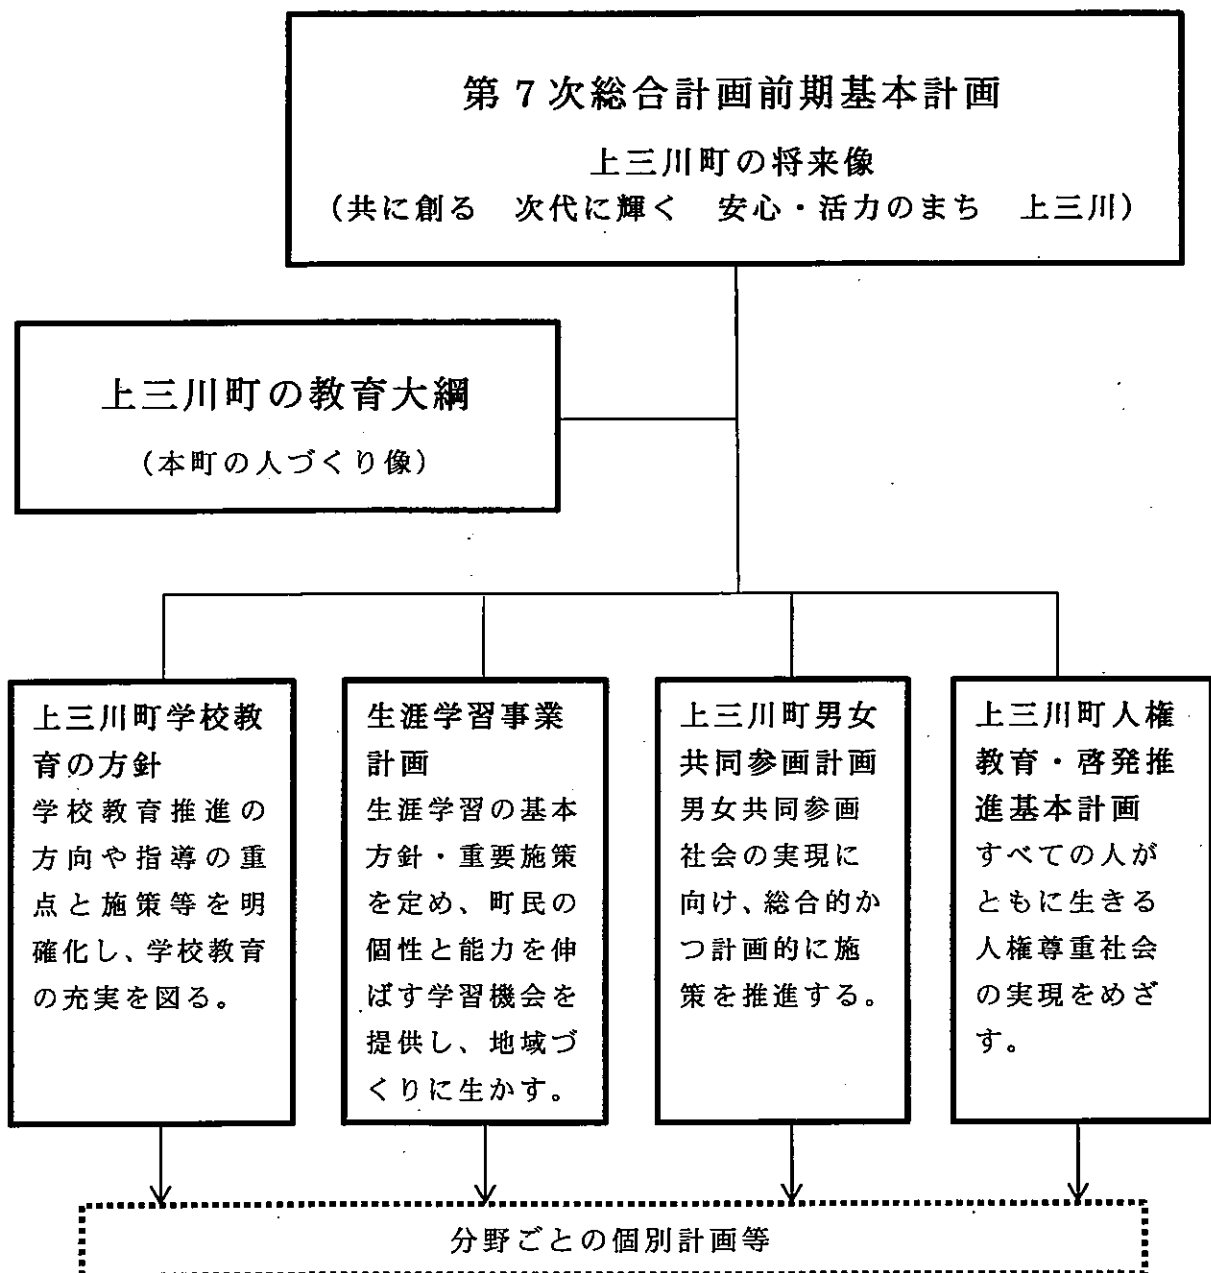 第7次総合計画前期基本計画
上三川町の将来像
（共に創る　次代に輝く　安心・活力のまち　上三川）
上三川町の教育大綱
（本町の人づくり像）
上三川町学校教
育の方針
学校教育推進の
方向や指導の重
点と施策等を明
確化し、学校教育
の充実を図る。
生涯学習事業
計画
生涯学習の基本
方針・重要施策
を定め、町民の
個性と能力を伸
ばす学習機会を
提供し、地域づ
くりに生かす。
上三川町男女
共同参画計画
男女共同参画
社会の実現に
向け、総合的か
つ計画的に施
策を推進する。
上三川町人権
教育・啓発推
進基本計画
すべての人が
ともに生きる
人権尊重社会
の実現をめざ
す。
分野ごとの個別計画等